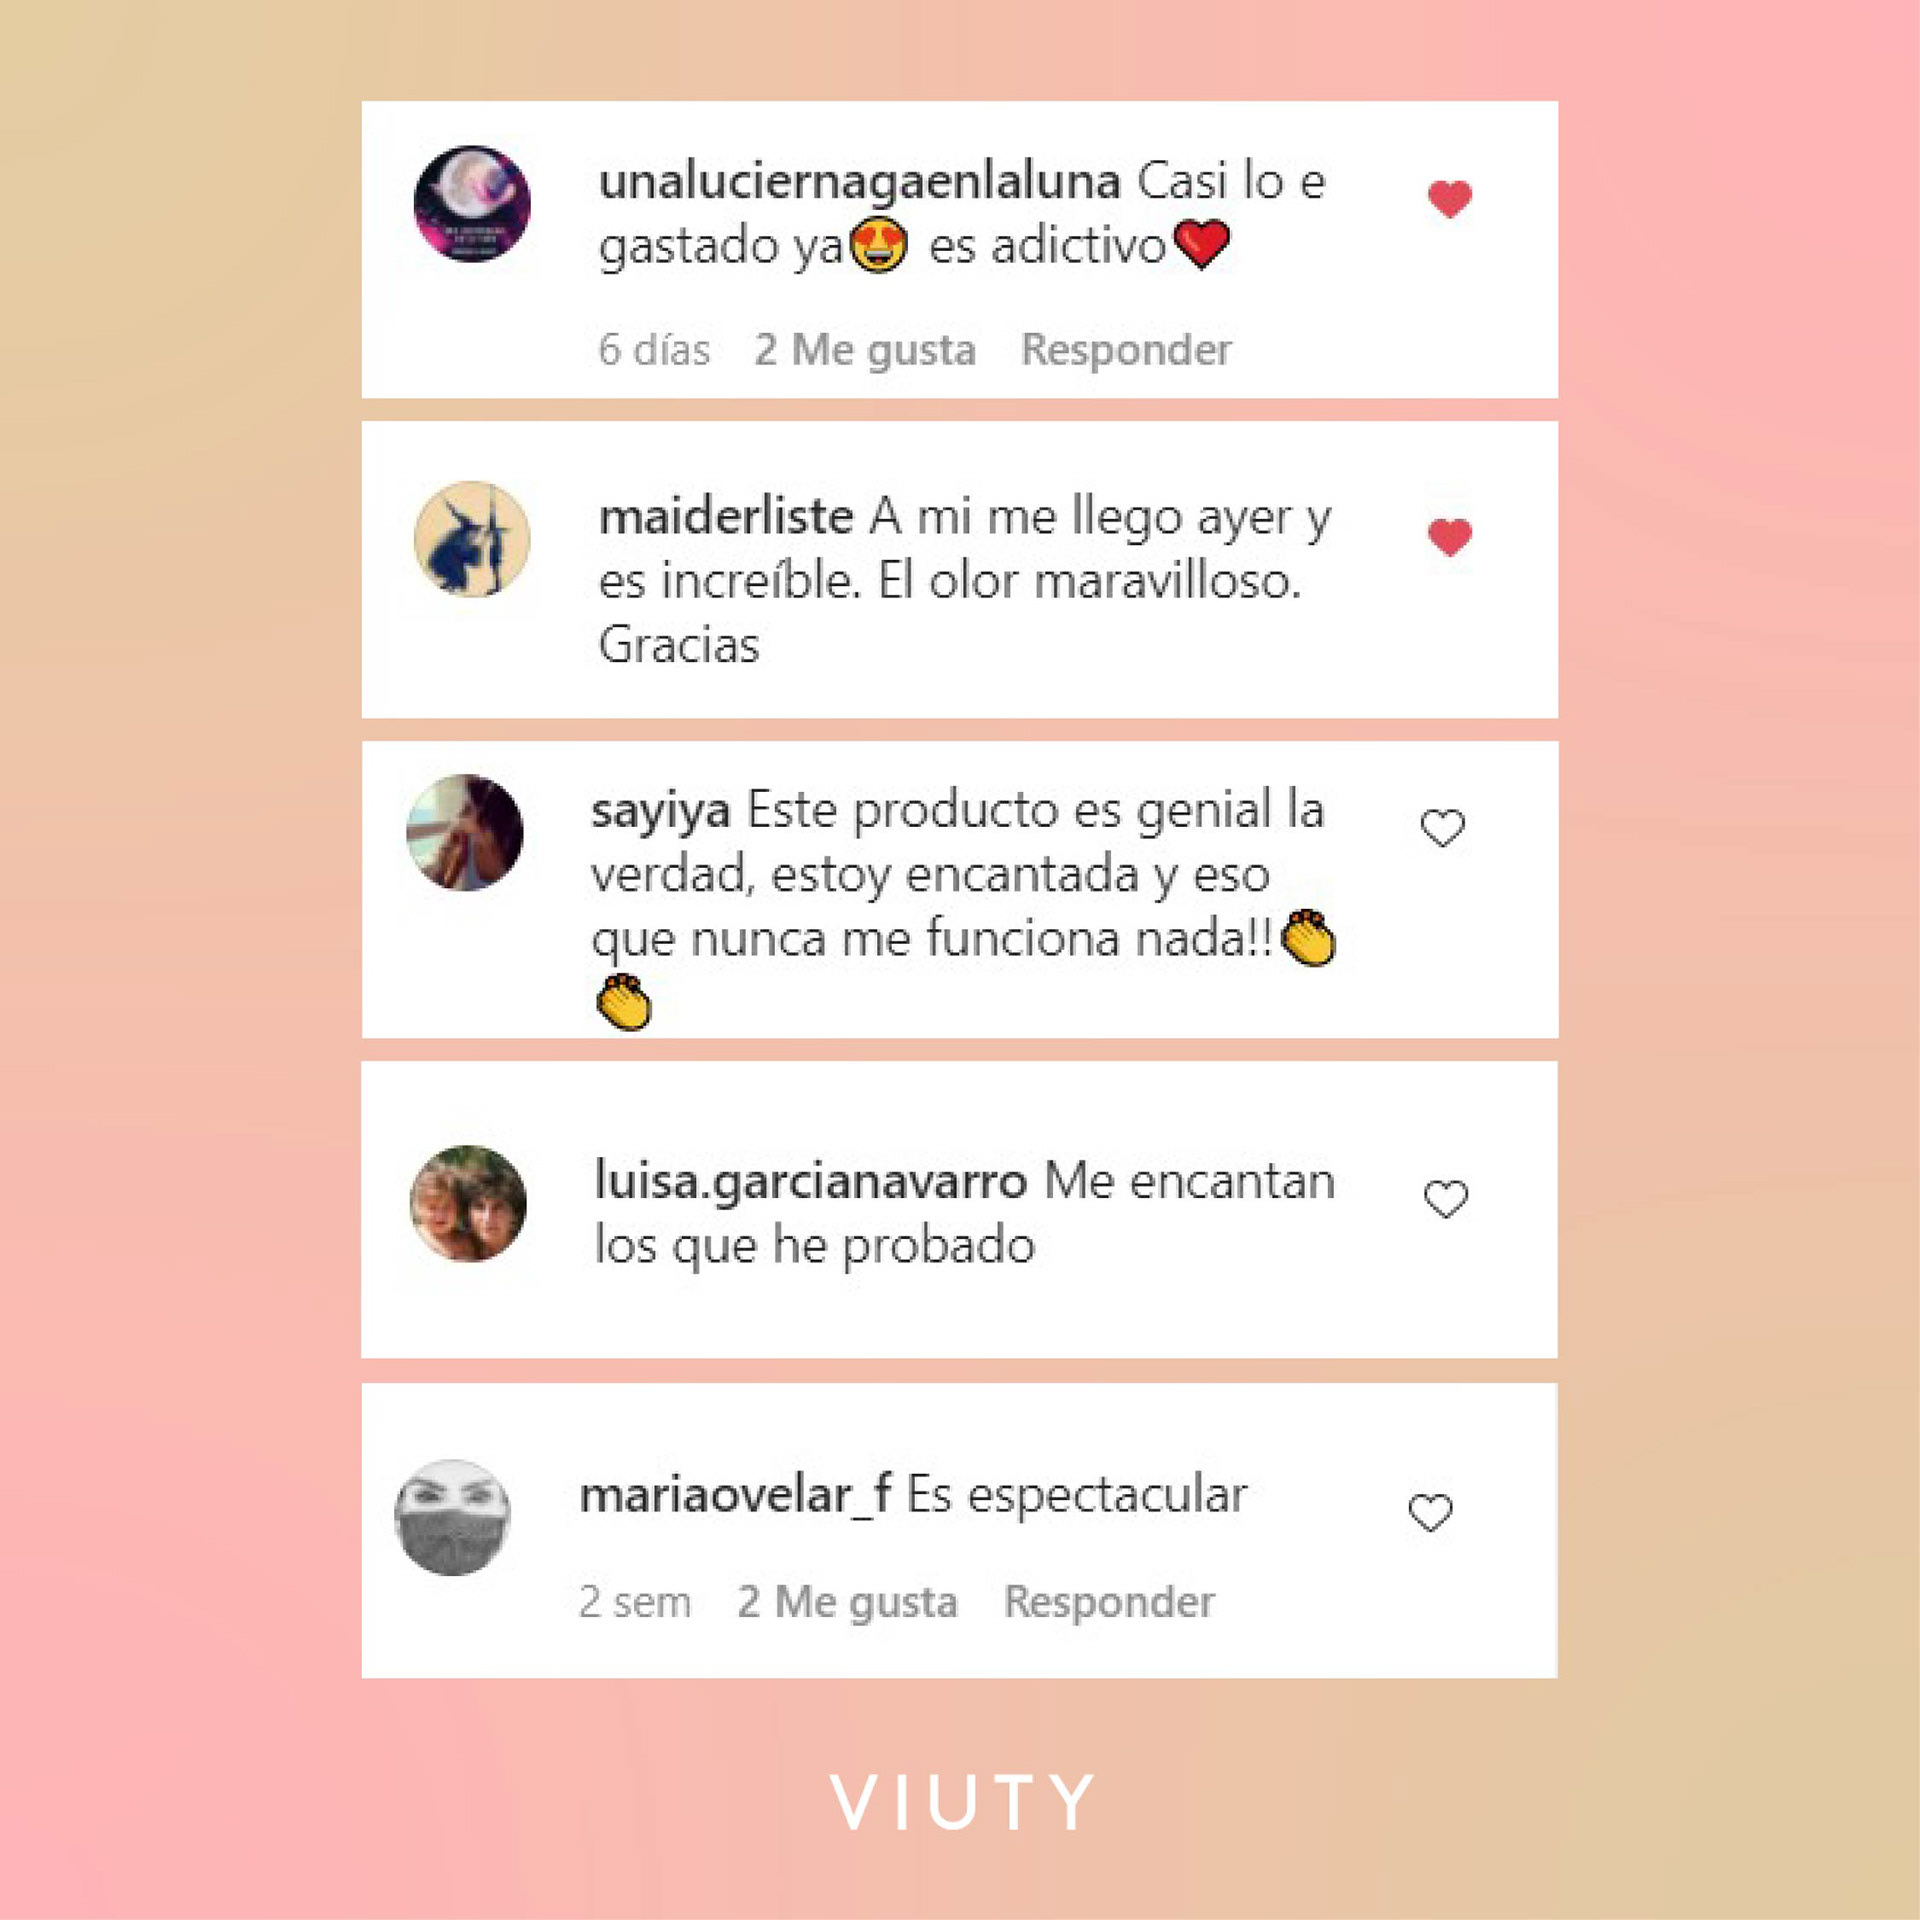 unaluciernagaenlaluna Casi lo e
gastado ya😍 es adictivo❤️
6 días 2 Me gusta Responder
maiderliste A mi me llego ayer y
es increíble. El olor maravilloso.
Gracias
sayiya Este producto es genial la
verdad, estoy encantada y eso
que nunca me funciona nada!!👏
👏
luisa.garcianavarro Me encantan
los que he probado
mariaovelar_f Es espectacular
2 sem 2 Me gusta Responder
VIUTY